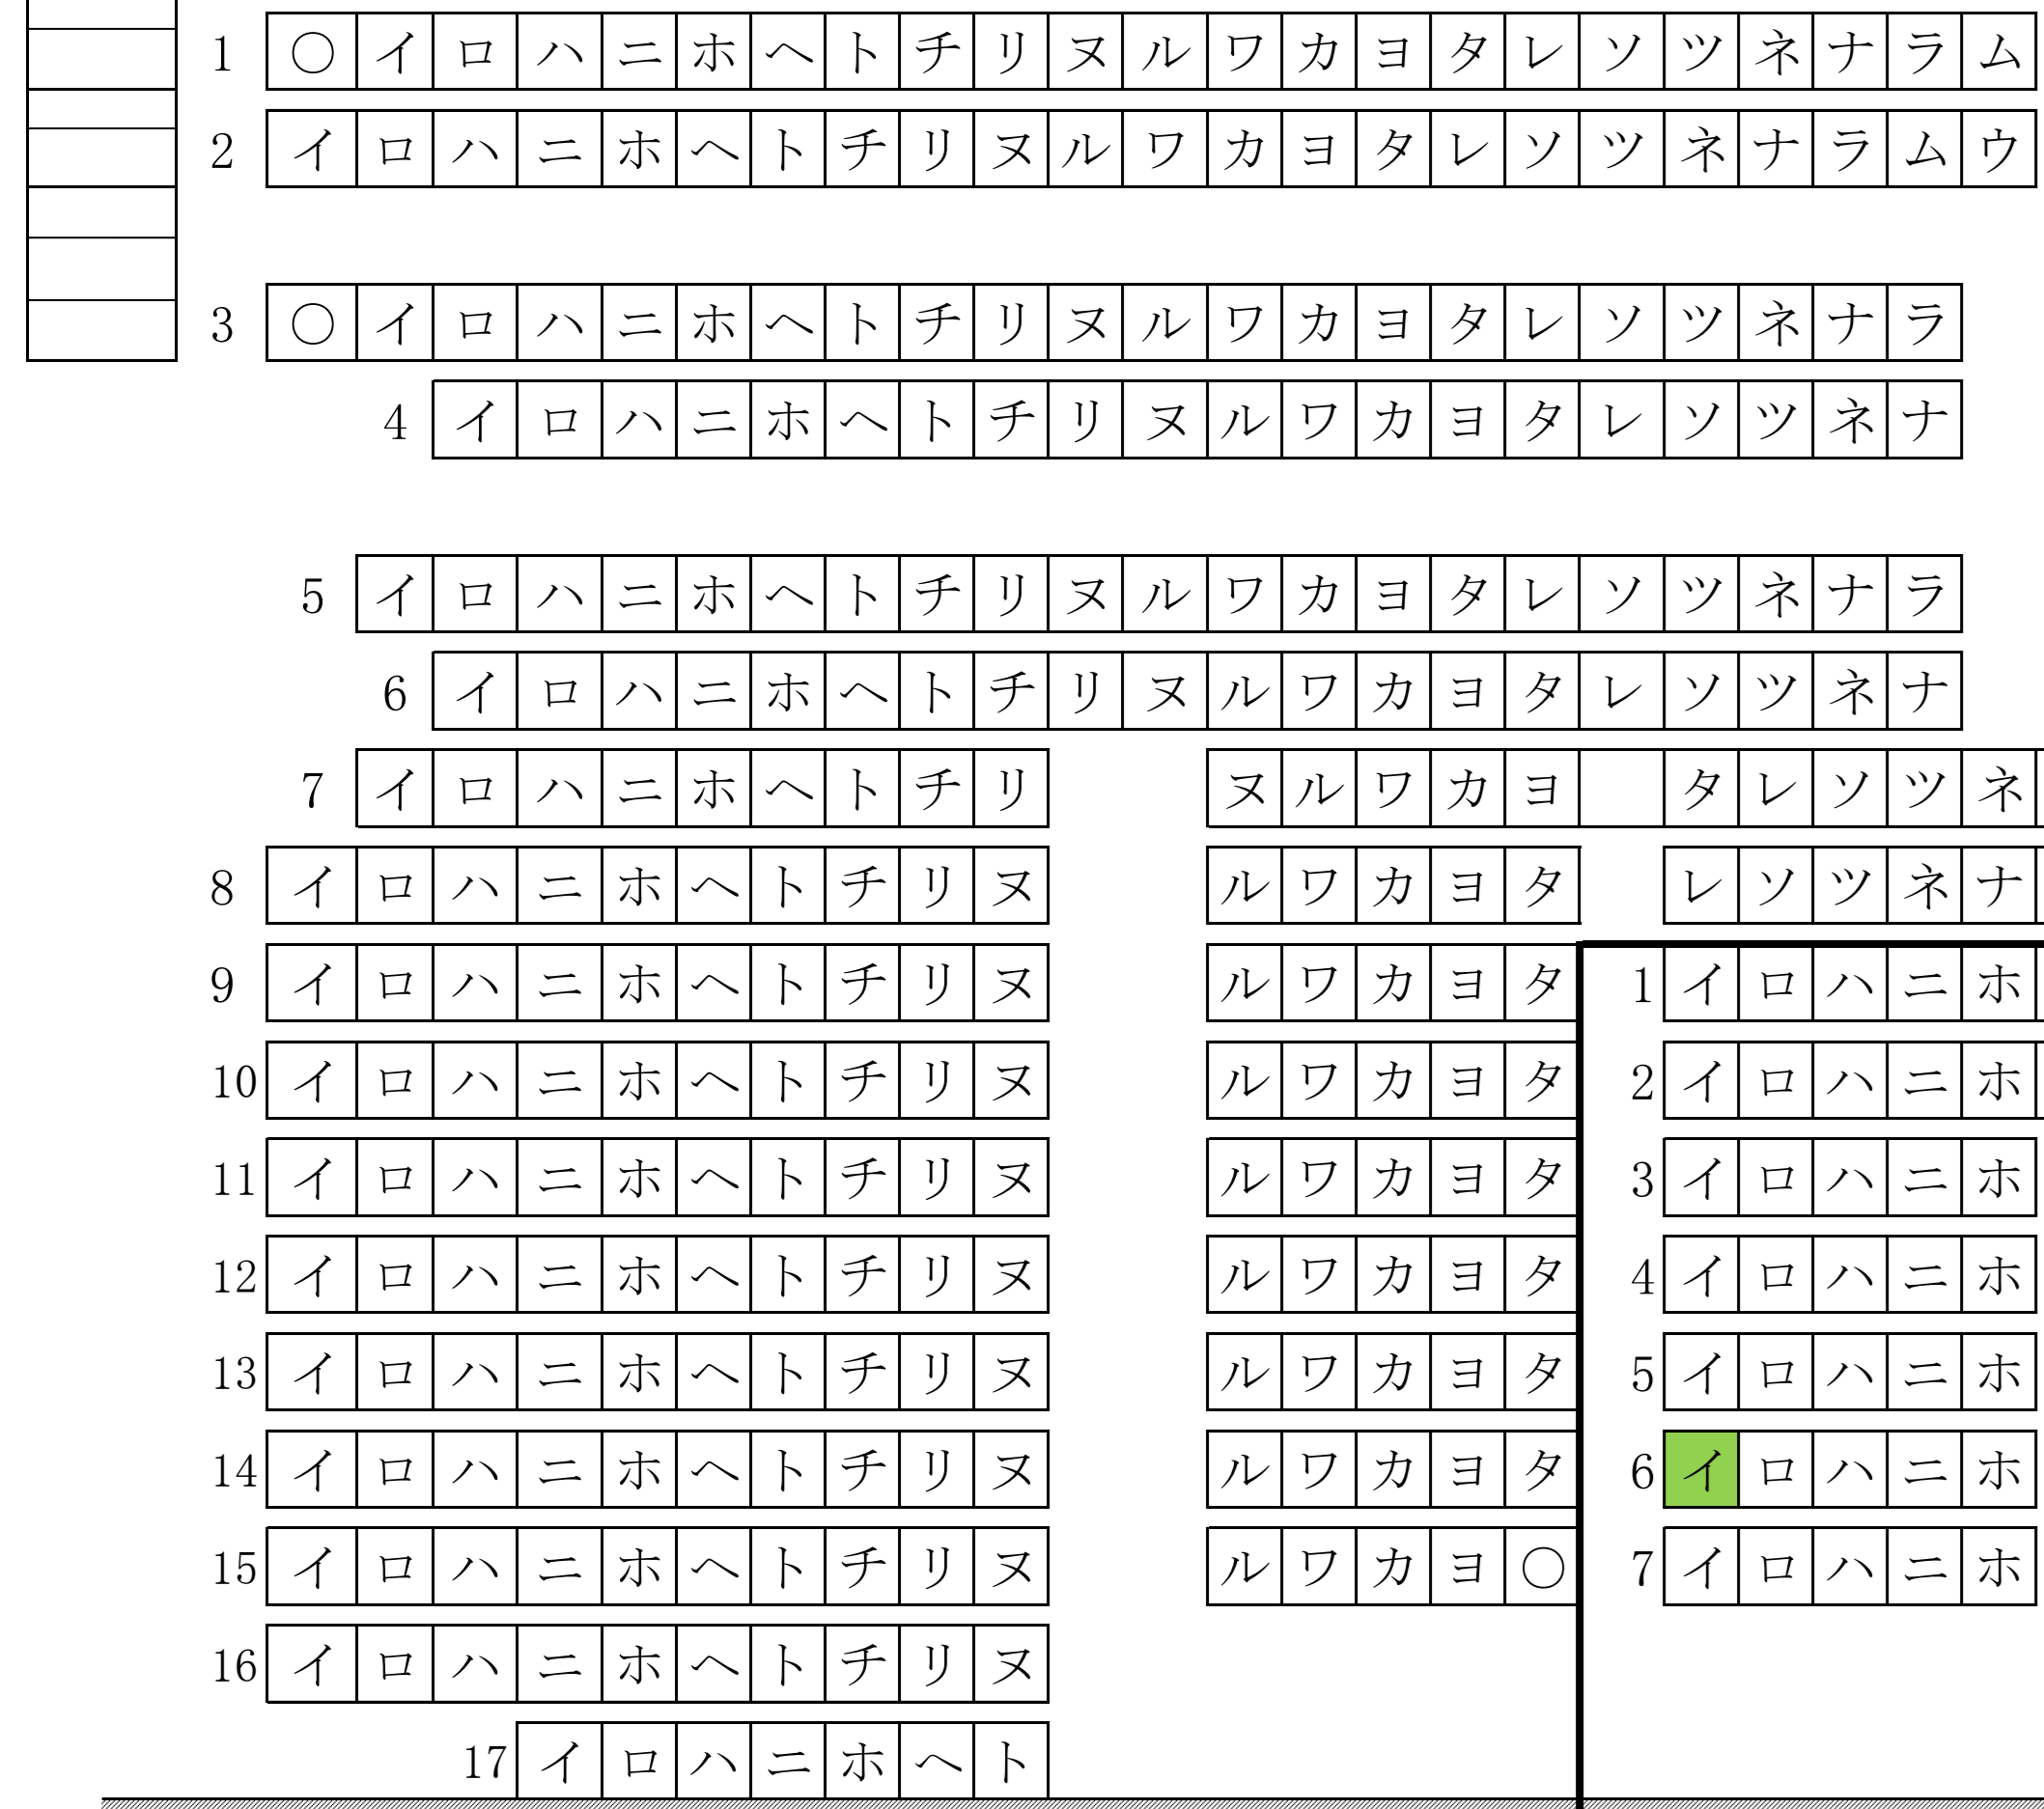 1 ○ イ ロ ハ ニ ホ ヘ ト チ リ ヌ ル ワ カ ヨ タ レ ソ ツ ネ ナ ラ ム
2 イ ロ ハ ニ ホ ヘ ト チ リ ヌ ル ワ カ ヨ タ レ ソ ツ ネ ナ ラ ム ウ
3 ○ イ ロ ハ ニ ホ ヘ ト チ リ ヌ ル ワ カ ヨ タ レ ソ ツ ネ ナ ラ
4 イ ロ ハ ニ ホ ヘ ト チ リ ヌ ル ワ カ ヨ タ レ ソ ツ ネ ナ
5 イ ロ ハ ニ ホ ヘ ト チ リ ヌ ル ワ カ ヨ タ レ ソ ツ ネ ナ ラ
6 イ ロ ハ ニ ホ ヘ ト チ リ ヌ ル ワ カ ヨ タ レ ソ ツ ネ ナ
7 イ ロ ハ ニ ホ ヘ ト チ リ ヌ ル ワ カ ヨ タ レ ソ ツ ネ
8 イ ロ ハ ニ ホ ヘ ト チ リ ヌ ル ワ カ ヨ タ レ ソ ツ ネ ナ
9 イ ロ ハ ニ ホ ヘ ト チ リ ヌ ル ワ カ ヨ タ 1 イ ロ ハ ニ ホ
10 イ ロ ハ ニ ホ ヘ ト チ リ ヌ ル ワ カ ヨ タ 2 イ ロ ハ ニ ホ
11 イ ロ ハ ニ ホ ヘ ト チ リ ヌ ル ワ カ ヨ タ 3 イ ロ ハ ニ ホ
12 イ ロ ハ ニ ホ ヘ ト チ リ ヌ ル ワ カ ヨ タ 4 イ ロ ハ ニ ホ
13 イ ロ ハ ニ ホ ヘ ト チ リ ヌ ル ワ カ ヨ タ 5 イ ロ ハ ニ ホ
14 イ ロ ハ ニ ホ ヘ ト チ リ ヌ ル ワ カ ヨ タ 6 イ ロ ハ ニ ホ
15 イ ロ ハ ニ ホ ヘ ト チ リ ヌ ル ワ カ ヨ ○ 7 イ ロ ハ ニ ホ
16 イ ロ ハ ニ ホ ヘ ト チ リ ヌ
17 イ ロ ハ ニ ホ ヘ ト